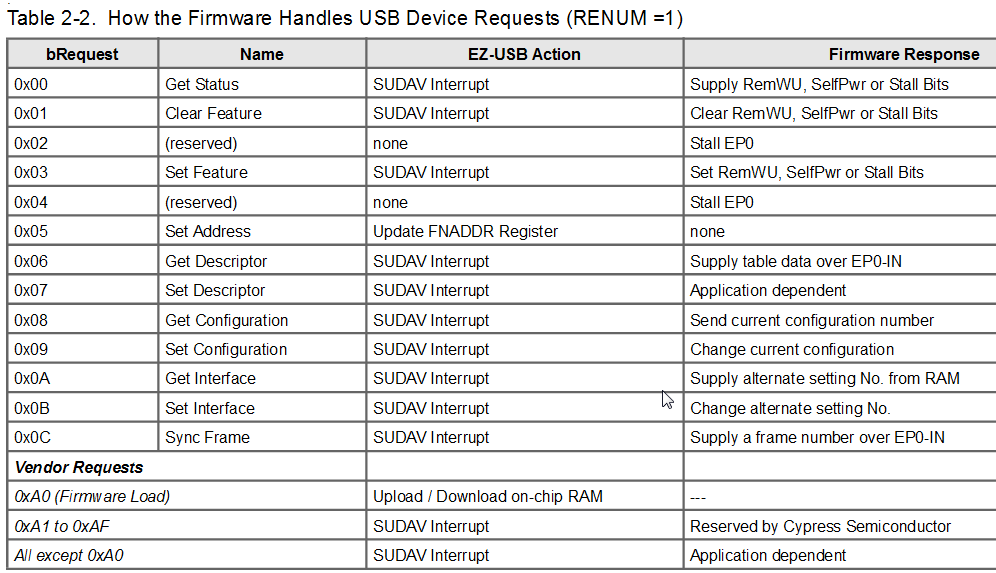 Table 2-2. How the Firmware Handles USB Device Requests (RENUM =1)
bRequest Name EZ-USB Action Firmware Response
0x00 Get Status SUDAV Interrupt Supply RemWU, SelfPwr or Stall Bits
0x01 Clear Feature SUDAV Interrupt Clear RemWU, SelfPwr or Stall Bits
0x02 (reserved) none Stall EP0
0x03 Set Feature SUDAV Interrupt Set RemWU, SelfPwr or Stall Bits
0x04 (reserved) none Stall EP0
0x05 Set Address Update FNADDR Register none
0x06 Get Descriptor SUDAV Interrupt Supply table data over EP0-IN
0x07 Set Descriptor SUDAV Interrupt Application dependent
0x08 Get Configuration SUDAV Interrupt Send current configuration number
0x09 Set Configuration SUDAV Interrupt Change current configuration
0x0A Get Interface SUDAV Interrupt Supply alternate setting No. from RAM
0x0B Set Interface SUDAV Interrupt Change alternate setting No.
0x0C Sync Frame SUDAV Interrupt Supply a frame number over EP0-IN
Vendor Requests
0xA0 (Firmware Load) Upload / Download on-chip RAM ---
0xA1 to 0xAF SUDAV Interrupt Reserved by Cypress Semiconductor
All except 0xA0 SUDAV Interrupt Application dependent